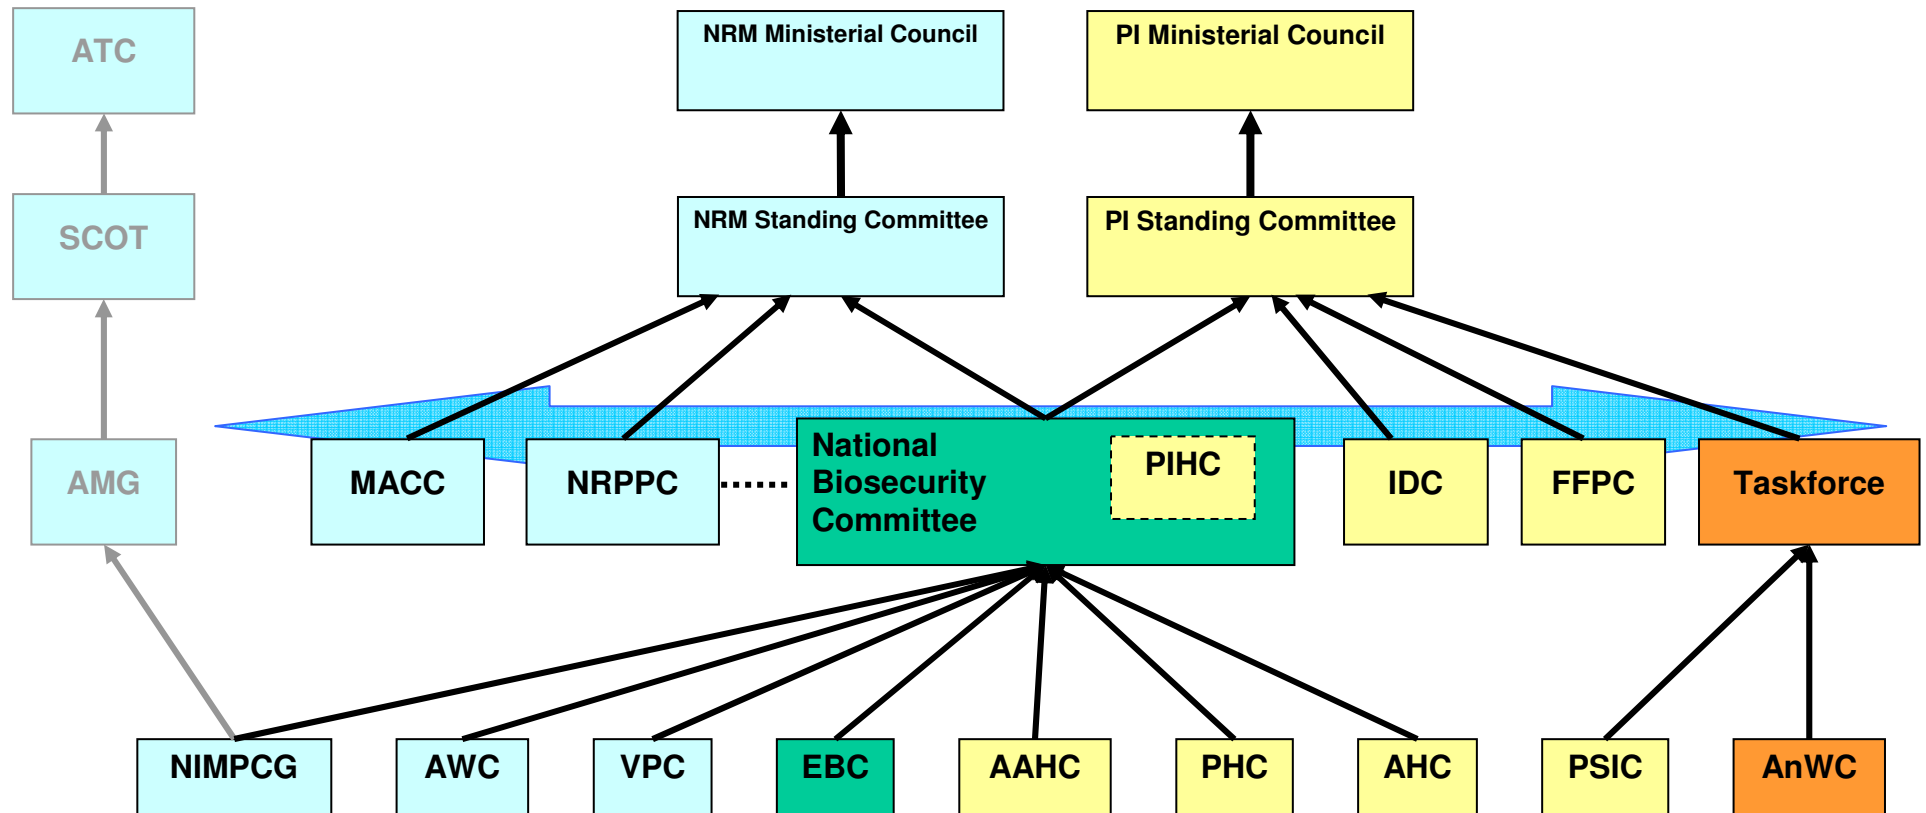 ATC
NRM Ministerial Council
PI Ministerial Council
SCOT
NRM Standing Committee
PI Standing Committee
AMG
MACC
NRPPC
National
Biosecurity
Committee
PIHC
IDC
FFPC
Taskforce
NIMPCG
AWC
VPC
EBC
AAHC
PHC
AHC
PSIC
AnWC